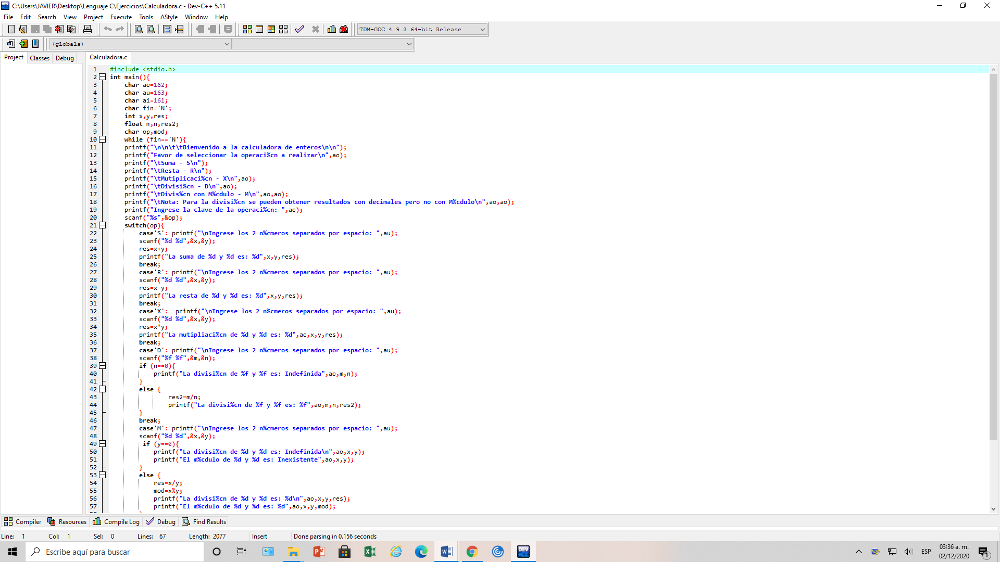 C:\Users\JAVIER\Desktop\Lenguaje C\Ejercicios\Calculadora.c - Dev-C++ 5.11
File Edit Search View Project Execute Tools AStyle Window Help
TDM-GCC 4.9.2 64-bit Release
(globals)
Project Classes Debug Calculadora.c
1 #include <stdio.h>
2 int main(){
3 char ao=162;
4 char au=163;
5 char ai=161;
6 char fin='N';
7 int x,y,res;
8 float m,n,res2;
9 char op,mod;
10 while (fin=='N'){
11 printf("\n\n\t\tBienvenido a la calculadora de enteros\n\n");
12 printf("Favor de seleccionar la operaci%cn a realizar\n",ao);
13 printf("\tSuma - S\n");
14 printf("\tResta - R\n");
15 printf("\tMutiplicaci%cn - X\n",ao);
16 printf("\tDivisi%cn - D\n",ao);
17 printf("\tDivis%cn con M%cdulo - M\n",ao,ao);
18 printf("\tNota: Para la divisi%cn se pueden obtener resultados con decimales pero no con M%cdulo\n",ao,ao);
19 printf("Ingrese la clave de la operaci%cn: ",ao);
20 scanf("%s",&op);
21 switch(op){
22 case'S': printf("\nIngrese los 2 n%cmeros separados por espacio: ",au);
23 scanf("%d %d",&x,&y);
24 res=x+y;
25 printf("La suma de %d y %d es: %d",x,y,res);
26 break;
27 case'R': printf("\nIngrese los 2 n%cmeros separados por espacio: ",au);
28 scanf("%d %d",&x,&y);
29 res=x-y;
30 printf("La resta de %d y %d es: %d",x,y,res);
31 break;
32 case'X':  printf("\nIngrese los 2 n%cmeros separados por espacio: ",au);
33 scanf("%d %d",&x,&y);
34 res=x*y;
35 printf("La mutipliaci%cn de %d y %d es: %d",ao,x,y,res);
36 break;
37 case'D': printf("\nIngrese los 2 n%cmeros separados por espacio: ",au);
38 scanf("%f %f",&m,&n);
39 if (n==0){
40 printf("La divisi%cn de %f y %f es: Indefinida",ao,m,n);
41 }
42 else {
43 res2=m/n;
44 printf("La divisi%cn de %f y %f es: %f",ao,m,n,res2);
45 }
46 break;
47 case'M': printf("\nIngrese los 2 n%cmeros separados por espacio: ",au);
48 scanf("%d %d",&x,&y);
49 if (y==0){
50 printf("La divisi%cn de %d y %d es: Indefinida\n",ao,x,y);
51 printf("El m%cdulo de %d y %d es: Inexistente",ao,x,y);
52 }
53 else {
54 res=x/y;
55 mod=x%y;
56 printf("La divisi%cn de %d y %d es: %d\n",ao,x,y,res);
57 printf("El m%cdulo de %d y %d es: %d",ao,x,y,mod);
Compiler Resources Compile Log Debug Find Results
Line: 1 Col: 1 Sel: 0 Lines: 67 Length: 2077 Insert Done parsing in 0.156 seconds
Escribe aquí para buscar
ESP
03:36 a. m.
02/12/2020
1